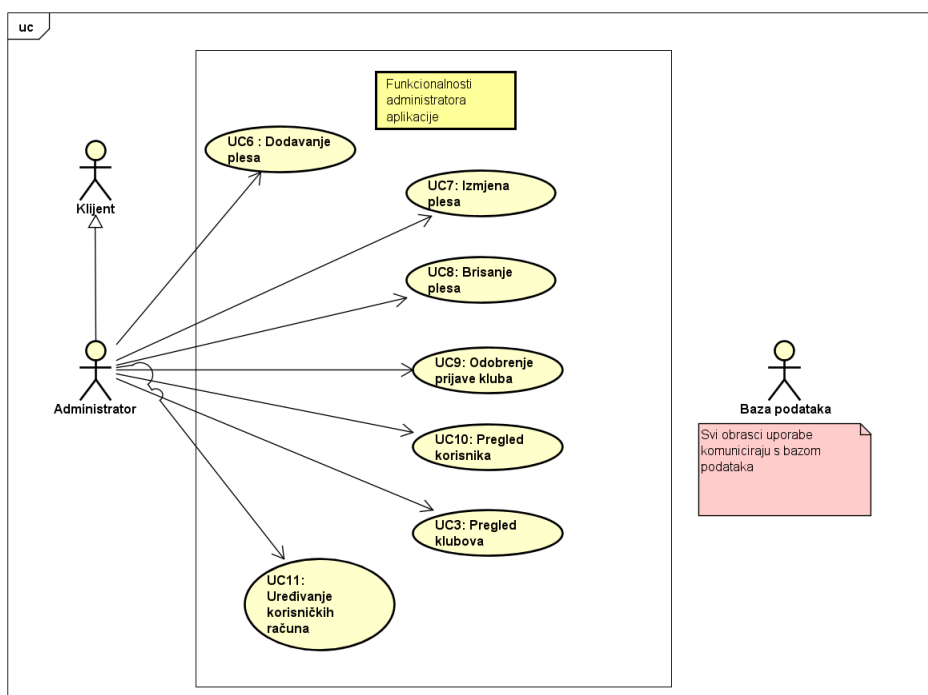 uc
Funkcionalnosti
administratora
aplikacije
UC6 : Dodavanje
plesa
UC7: Izmjena
plesa
Klijent
UC8: Brisanje
plesa
UC9: Odobrenje
prijave kluba
Administrator
Baza podataka
Svi obrasci uporabe
komuniciraju s bazom
podataka
UC10: Pregled
korisnika
UC3: Pregled
klubova
UC11:
Uređivanje
korisničkih
računa